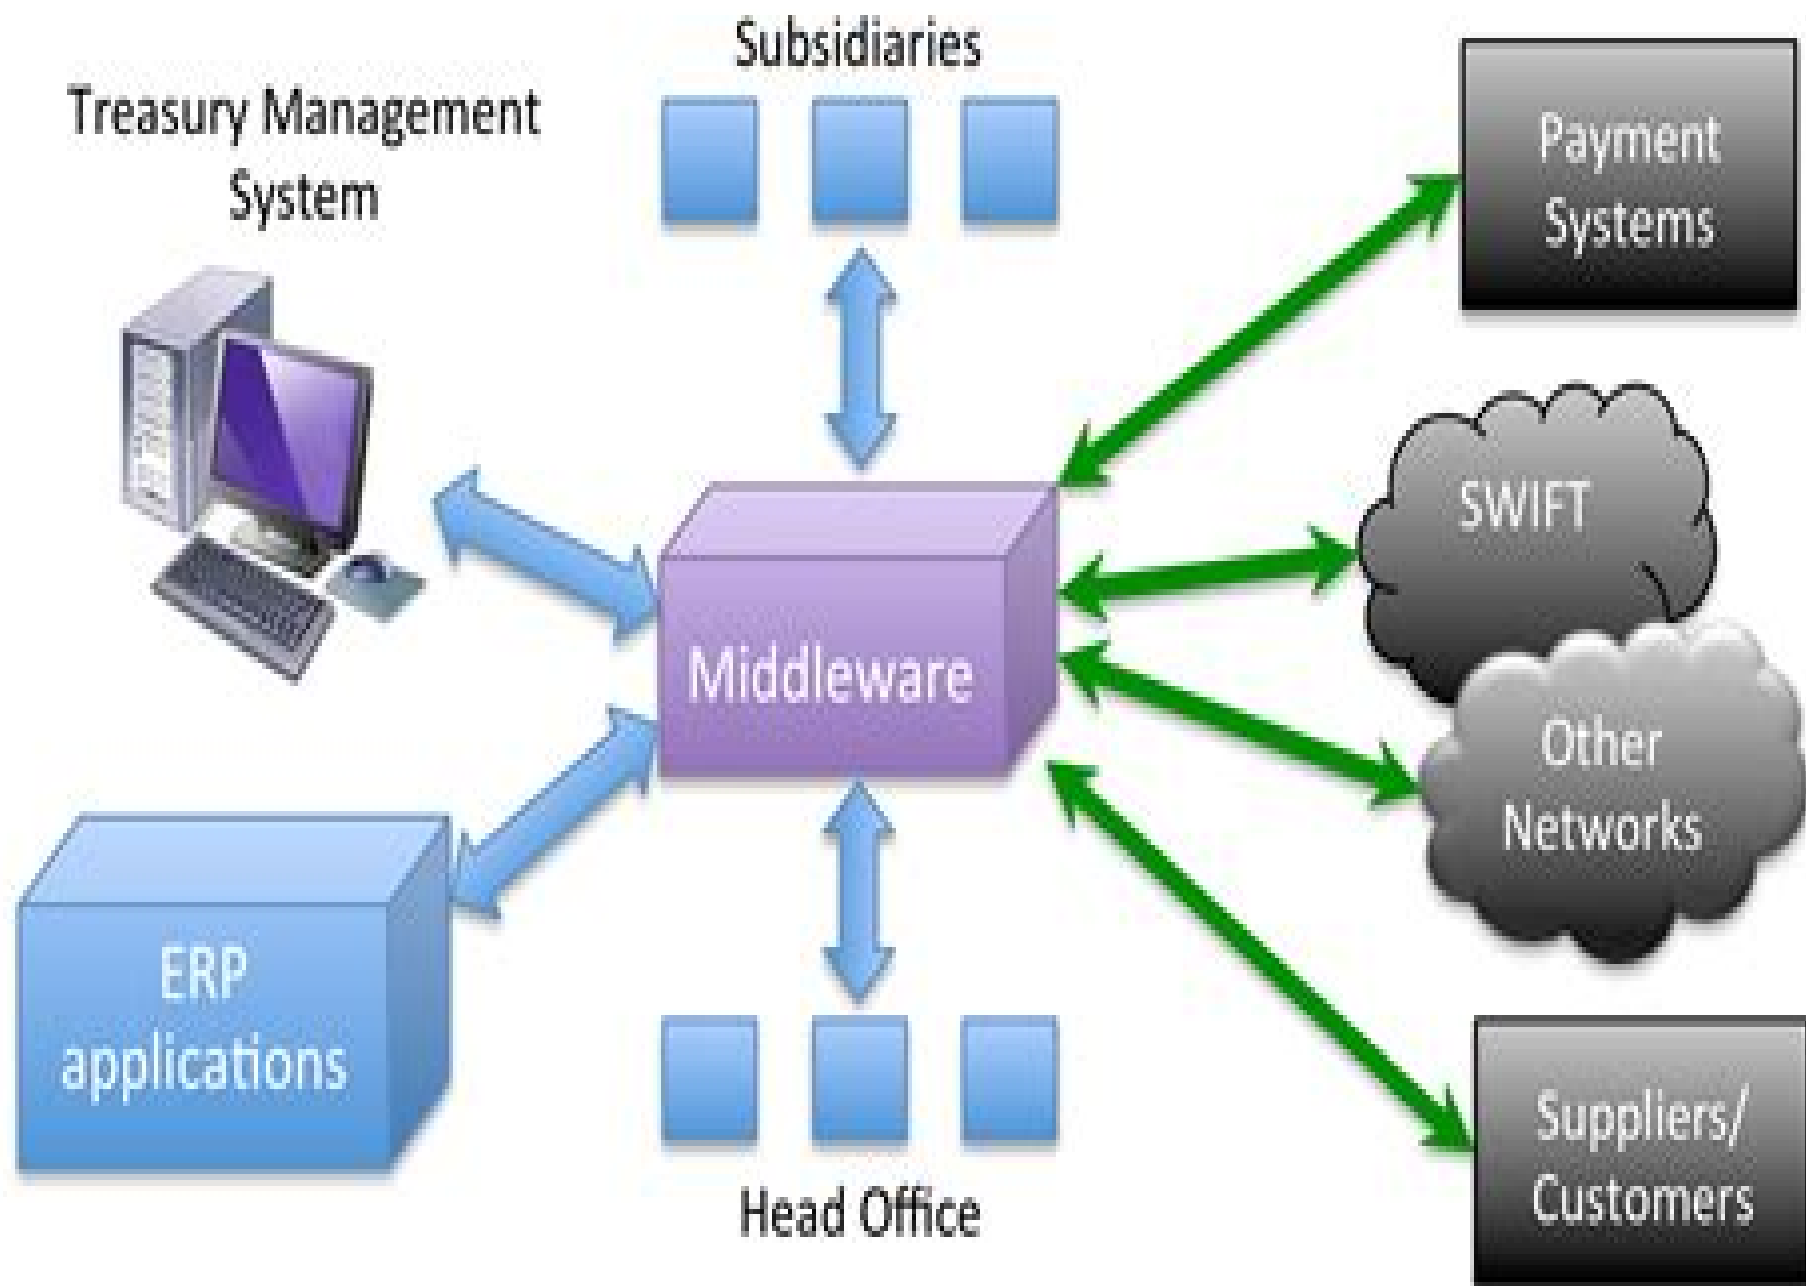 Subsidiaries
Treasury Management
System
Payment
Systems
SWIFT
Middleware
Other
Networks
ERP
applications
Suppliers/
Customers
Head Office